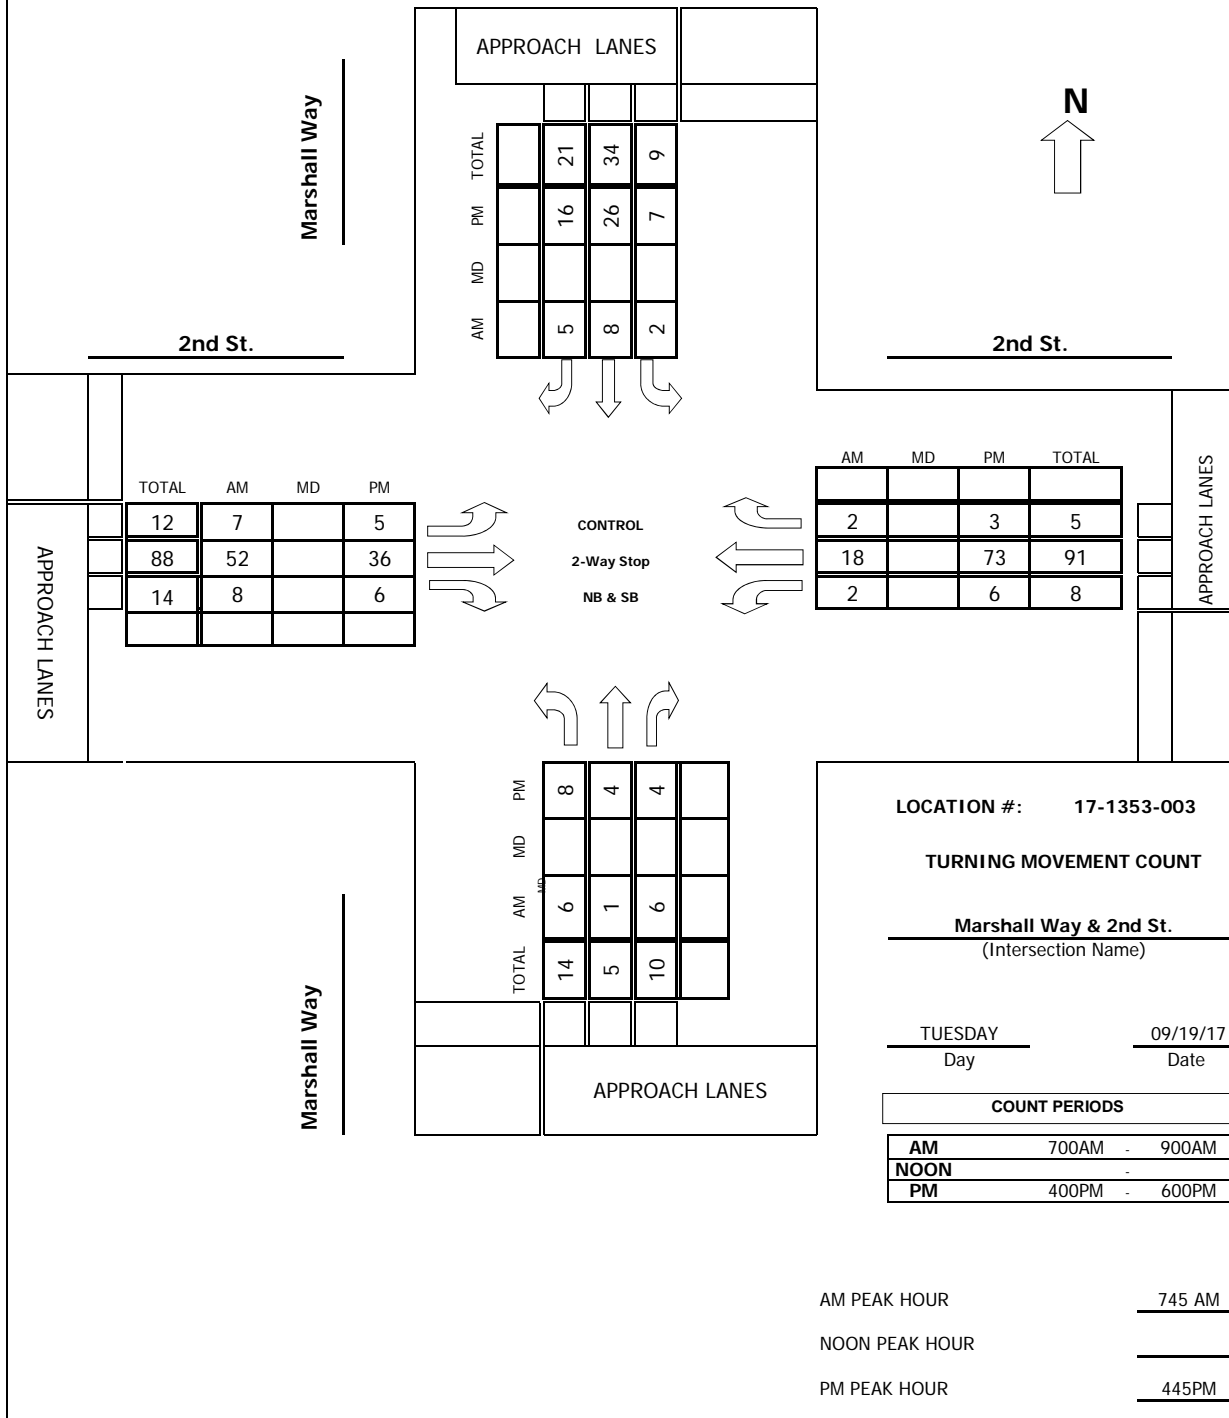 APPROACH LANES
Marshall Way
N
TOTAL 21 34 9
PM 16 26 7
MD
AM 5 8 2
2nd St.
2nd St.
TOTAL AM MD PM
12 7 5
88 52 36
14 8 6
APPROACH LANES
CONTROL
2-Way Stop
NB & SB
AM MD PM TOTAL
2 3 5
18 73 91
2 6 8
APPROACH LANES
PM 8 4 4
MD
MD
AM 6 1 6
TOTAL 14 5 10
APPROACH LANES
Marshall Way
LOCATION #: 17-1353-003
TURNING MOVEMENT COUNT
Marshall Way & 2nd St.
(Intersection Name)
TUESDAY 09/19/17
Day Date
COUNT PERIODS
AM 700AM - 900AM
NOON -
PM 400PM - 600PM
AM PEAK HOUR 745 AM
NOON PEAK HOUR
PM PEAK HOUR 445PM